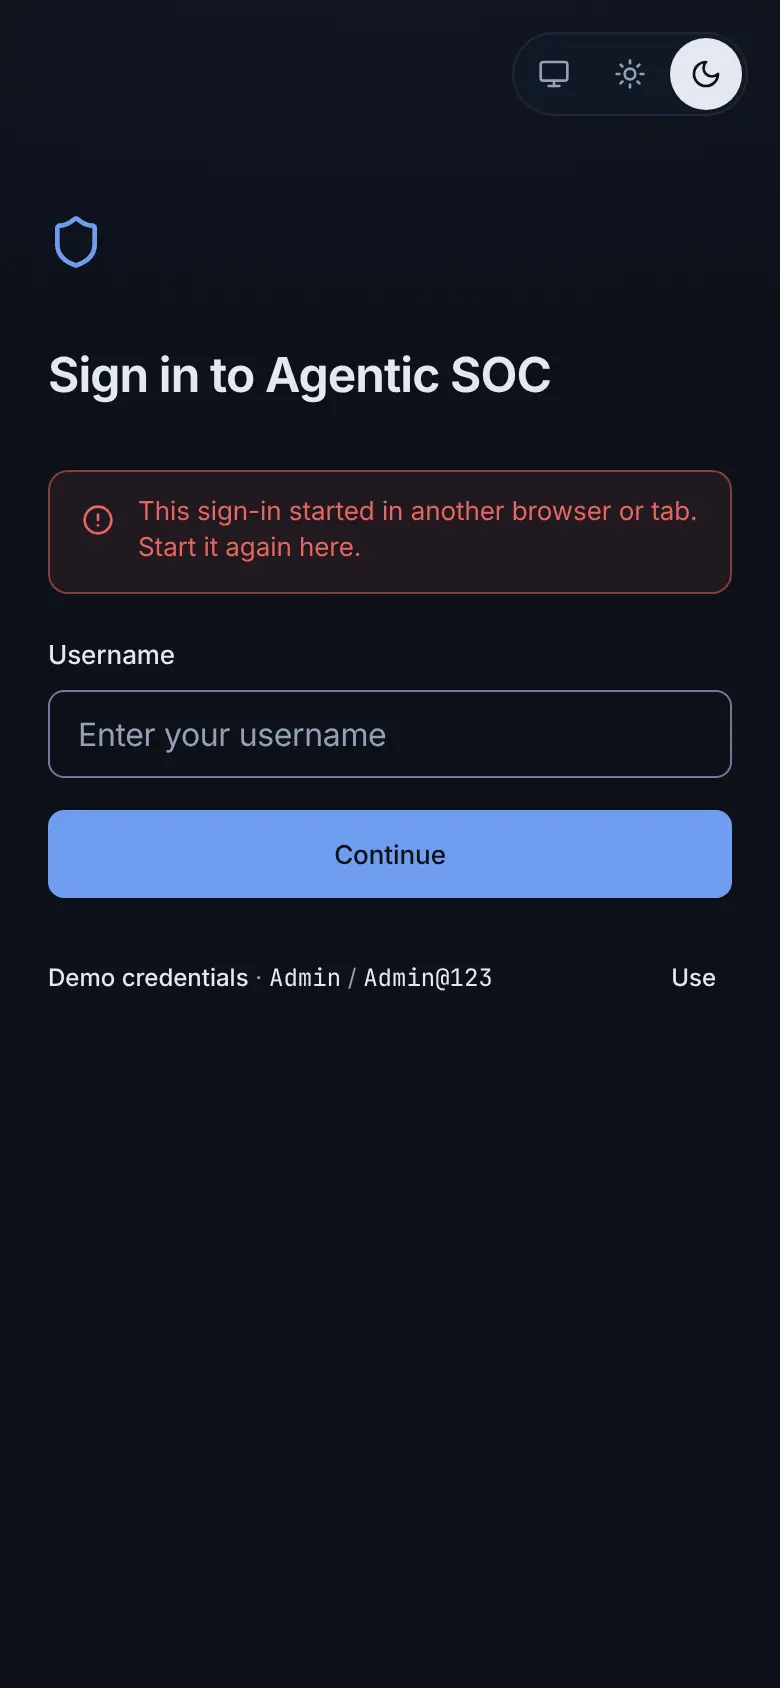 Sign in to Agentic SOC
This sign-in started in another browser or tab.
Start it again here.
Username
Enter your username
Continue
Demo credentials · Admin / Admin@123 Use